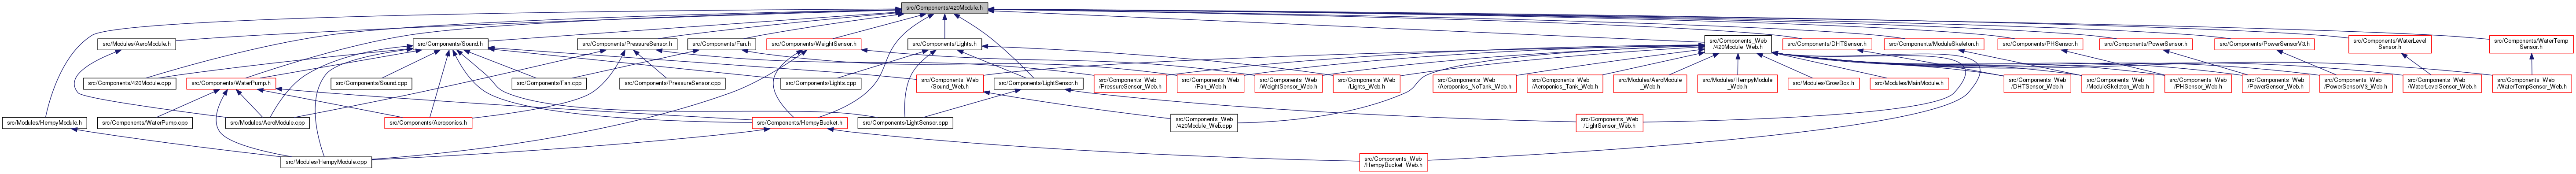 src/Components/420Module.h
src/Modules/AeroModule.h
src/Components/Sound.h
src/Components/PressureSensor.h
src/Components/Fan.h
src/Components/WeightSensor.h
src/Components/Lights.h
src/Components_Web
/420Module_Web.h
src/Components/DHTSensor.h
src/Components/ModuleSkeleton.h
src/Components/PHSensor.h
src/Components/PowerSensor.h
src/Components/PowerSensorV3.h
src/Components/WaterLevel
Sensor.h
src/Components/WaterTemp
Sensor.h
src/Components/420Module.cpp
src/Components/WaterPump.h
src/Components/Sound.cpp
src/Components/Fan.cpp
src/Components/PressureSensor.cpp
src/Components/Lights.cpp
src/Components_Web
/Sound_Web.h
src/Components/LightSensor.h
src/Components_Web
/PressureSensor_Web.h
src/Components_Web
/Fan_Web.h
src/Components_Web
/WeightSensor_Web.h
src/Components_Web
/Lights_Web.h
src/Components_Web
/Aeroponics_NoTank_Web.h
src/Components_Web
/Aeroponics_Tank_Web.h
src/Modules/AeroModule
_Web.h
src/Modules/HempyModule
_Web.h
src/Modules/GrowBox.h
src/Modules/MainModule.h
src/Components_Web
/DHTSensor_Web.h
src/Components_Web
/ModuleSkeleton_Web.h
src/Components_Web
/PHSensor_Web.h
src/Components_Web
/PowerSensor_Web.h
src/Components_Web
/PowerSensorV3_Web.h
src/Components_Web
/WaterLevelSensor_Web.h
src/Components_Web
/WaterTempSensor_Web.h
src/Modules/HempyModule.h
src/Components/WaterPump.cpp
src/Modules/AeroModule.cpp
src/Components/Aeroponics.h
src/Components/HempyBucket.h
src/Components/LightSensor.cpp
src/Components_Web
/420Module_Web.cpp
src/Components_Web
/LightSensor_Web.h
src/Modules/HempyModule.cpp
src/Components_Web
/HempyBucket_Web.h